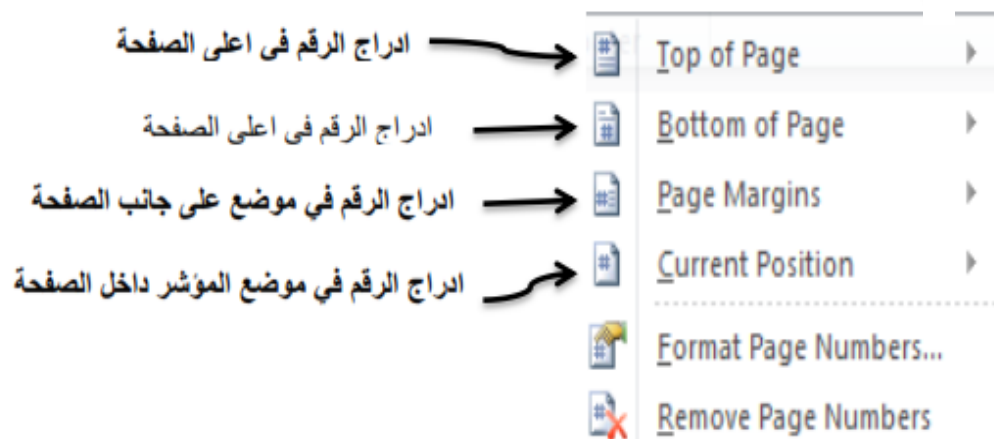 ادراج الرقم فى اعلى الصفحة
Top of Page
ادراج الرقم فى اعلى الصفحة
Bottom of Page
ادراج الرقم في موضع على جانب الصفحة
Page Margins
ادراج الرقم في موضع المؤشر داخل الصفحة
Current Position
Format Page Numbers...
Remove Page Numbers